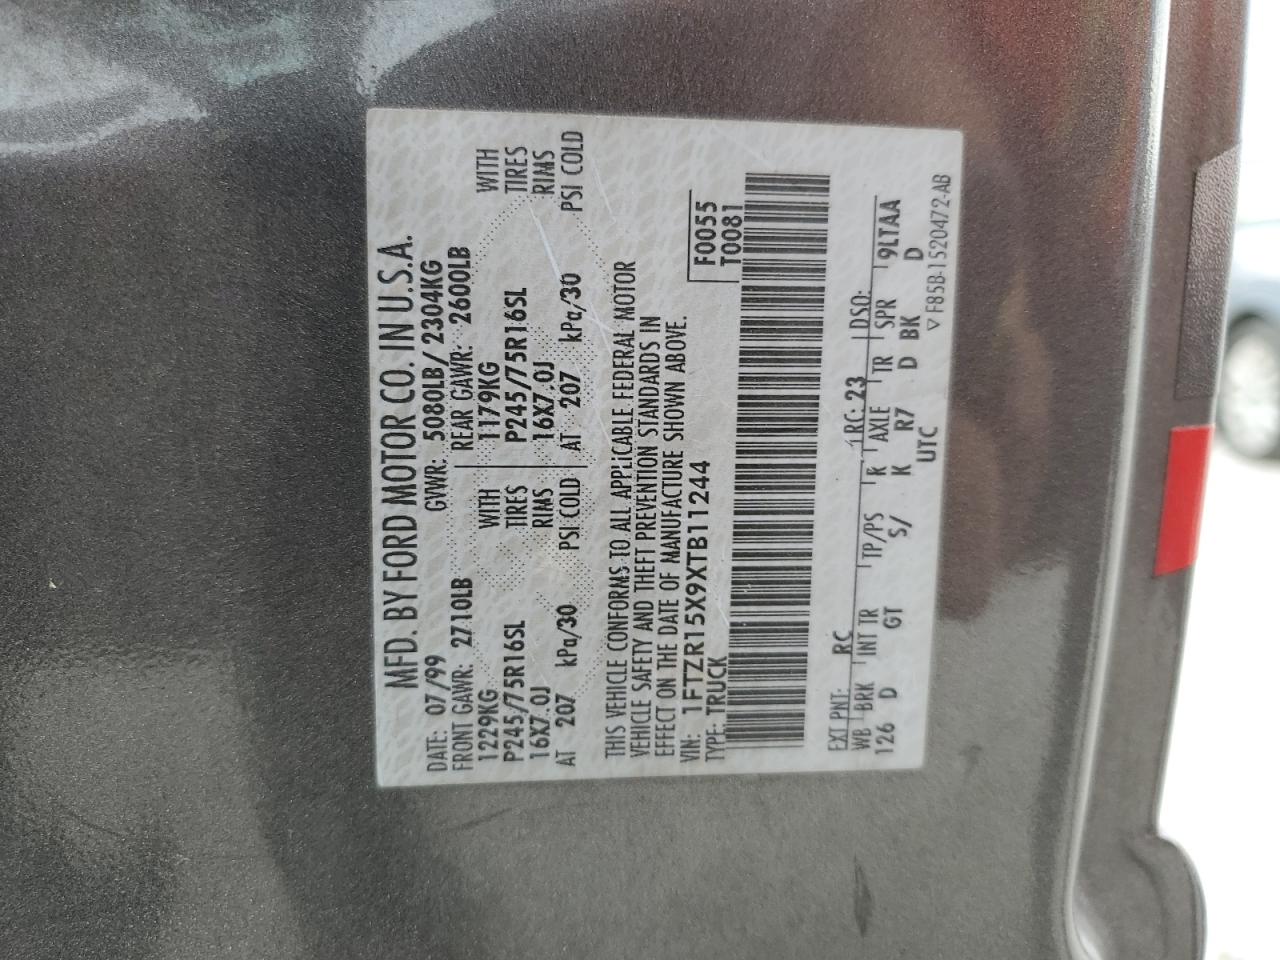 MFD. BY FORD MOTOR CO. IN U.S.A.
DATE: 07/99 GVWR: 5080LB/ 2304KG
FRONT GAWR: 2710LB REAR GAWR: 2600LB
1229KG WITH 1179KG WITH
P245/75R16SL TIRES P245/75R16SL TIRES
16X7.0J RIMS 16X7.0J RIMS
AT 207 kPa/30 PSI COLD AT 207 kPa/30 PSI COLD
THIS VEHICLE CONFORMS TO ALL APPLICABLE FEDERAL MOTOR
VEHICLE SAFETY AND THEFT PREVENTION STANDARDS IN
EFFECT ON THE DATE OF MANUFACTURE SHOWN ABOVE.
VIN: 1FTZR15X9XTB11244 F0055
TYPE: TRUCK T0081
EXT PNT: RC RC: 23 DSO:
WB BRK INT TR TP/PS R AXLE TR SPR 9LTAA
126 D GT S/ K R7 D BK D
UTC
▽ F85B-1520472-AB